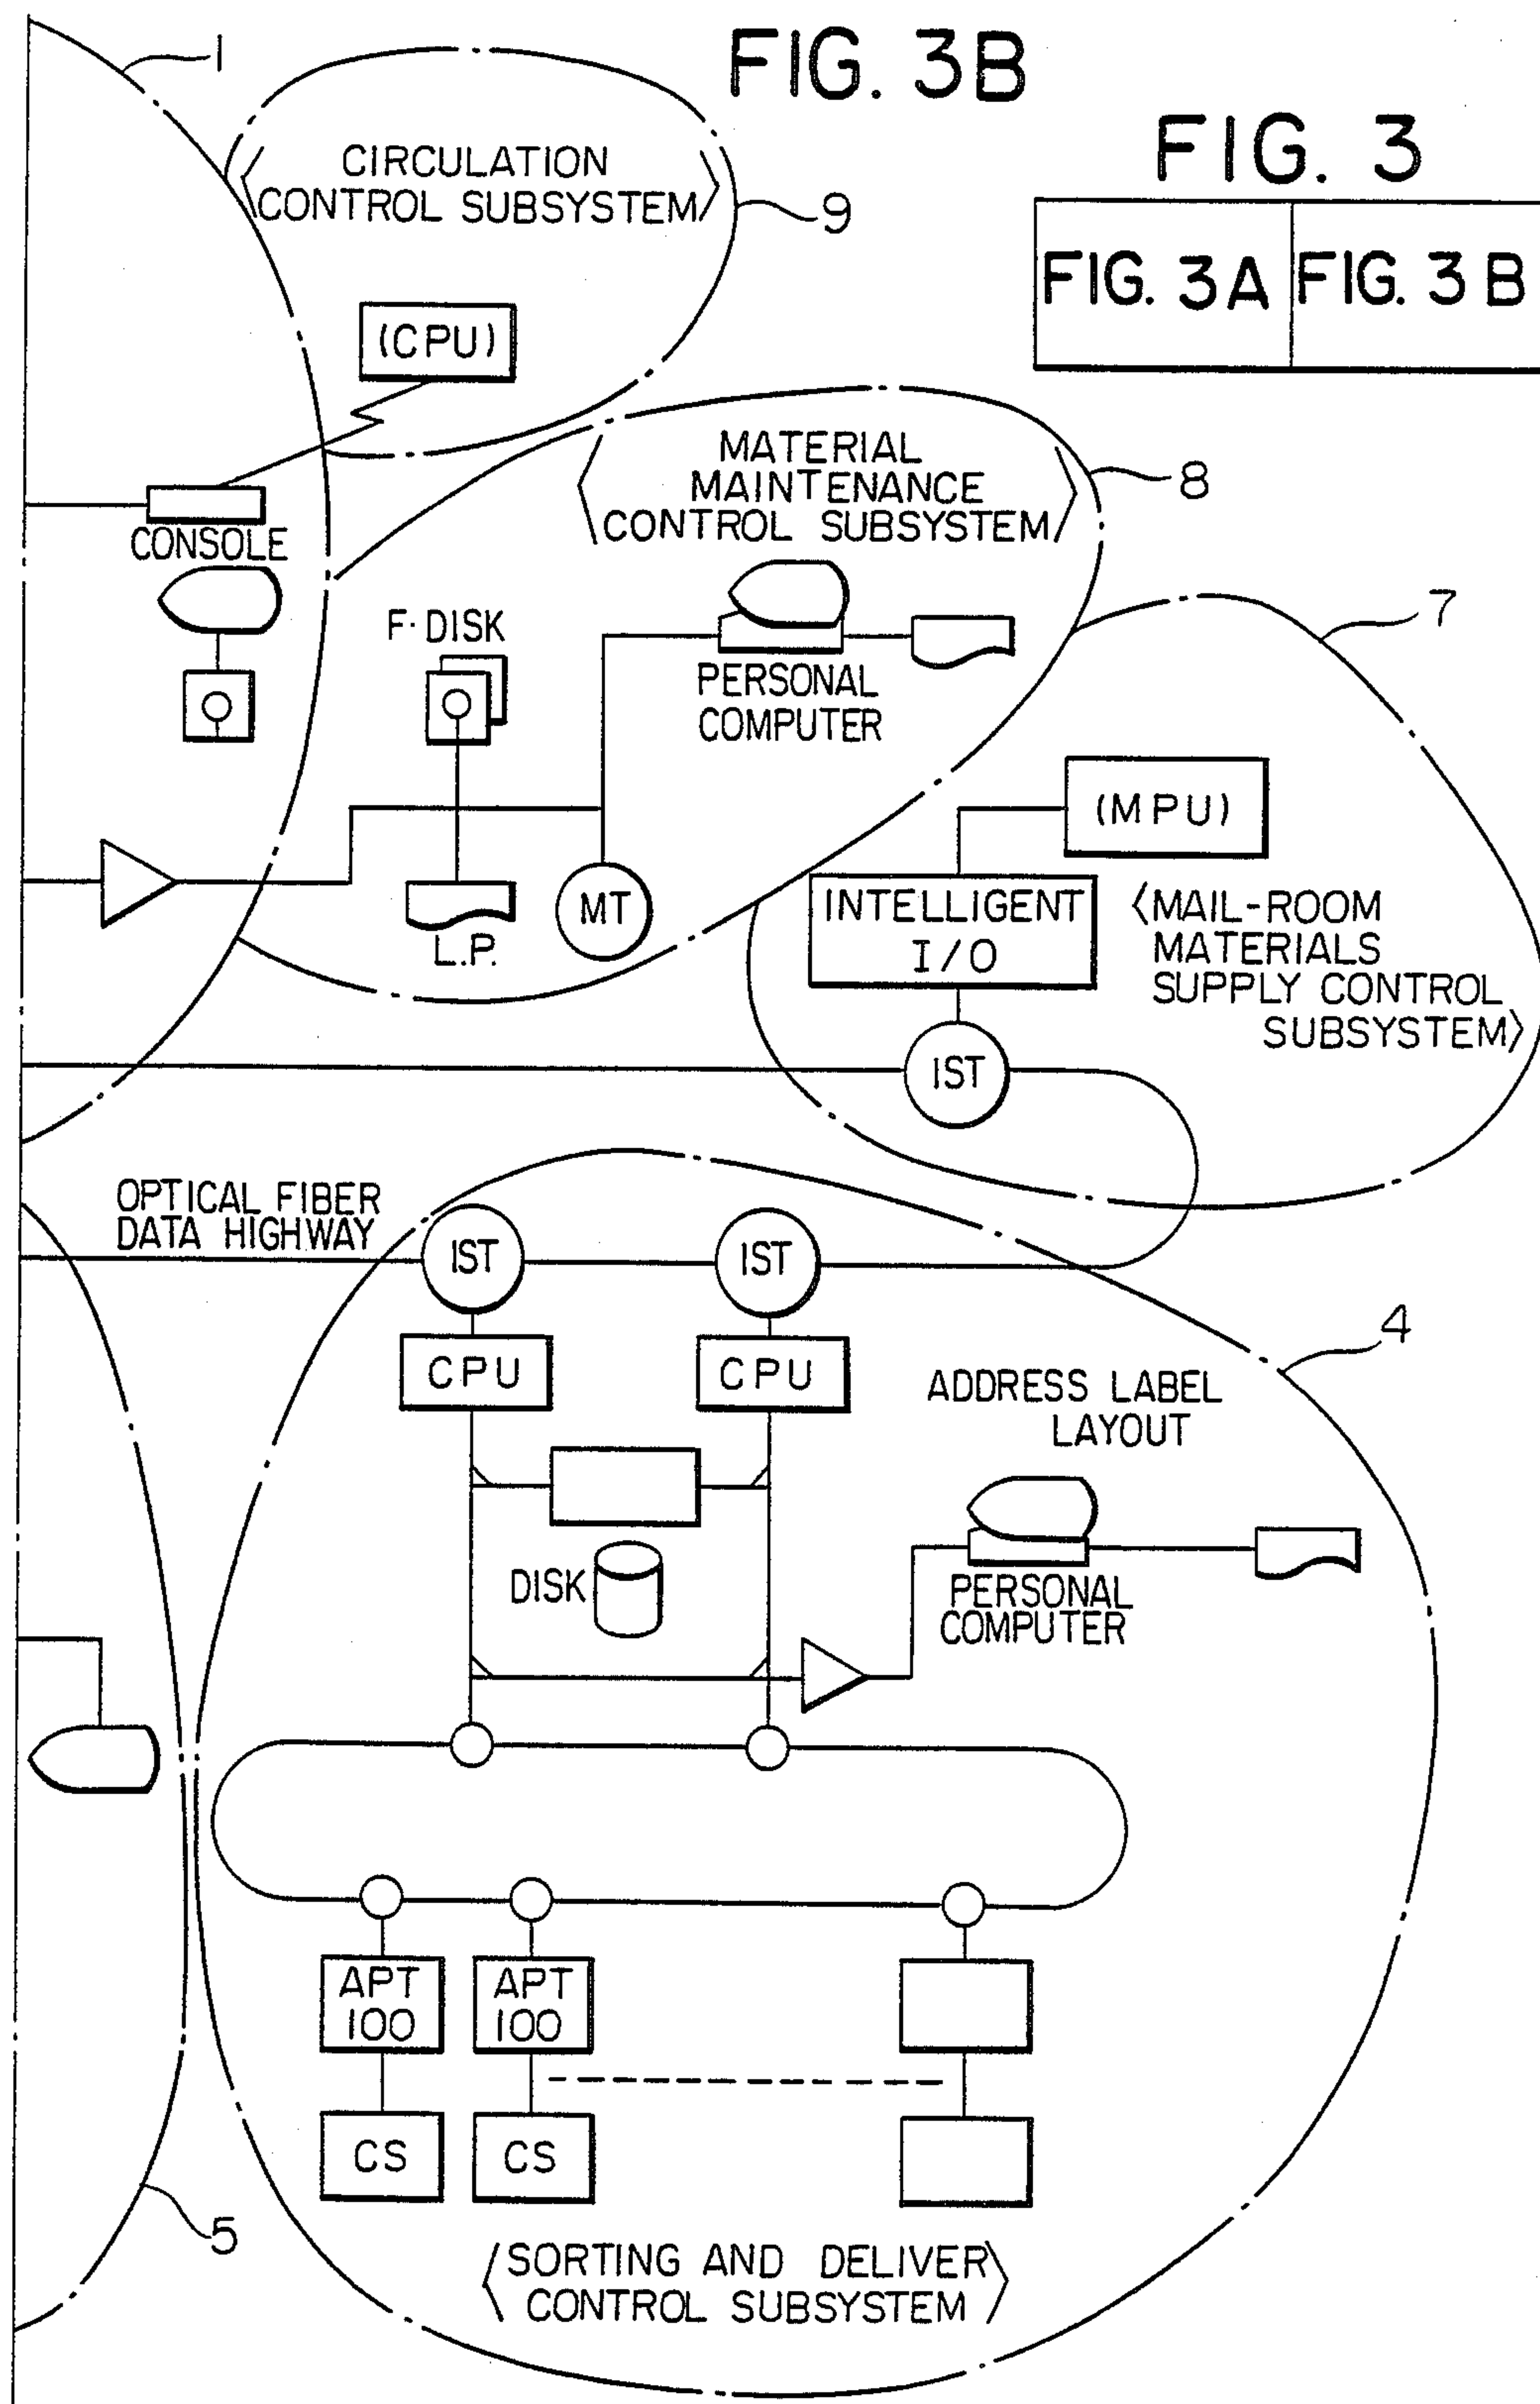 FIG. 3B
FIG. 3
FIG. 3A
FIG. 3B
1
〈CIRCULATION
CONTROL SUBSYSTEM〉
9
(CPU)
CONSOLE
〈MATERIAL
MAINTENANCE
CONTROL SUBSYSTEM〉
8
F·DISK
PERSONAL
COMPUTER
L.P.
MT
7
(MPU)
INTELLIGENT
I/O
〈MAIL-ROOM
MATERIALS
SUPPLY CONTROL
SUBSYSTEM〉
IST
OPTICAL FIBER
DATA HIGHWAY
IST
IST
CPU
CPU
4
ADDRESS LABEL
LAYOUT
DISK
PERSONAL
COMPUTER
APT
100
APT
100
CS
CS
5
〈SORTING AND DELIVER
CONTROL SUBSYSTEM〉